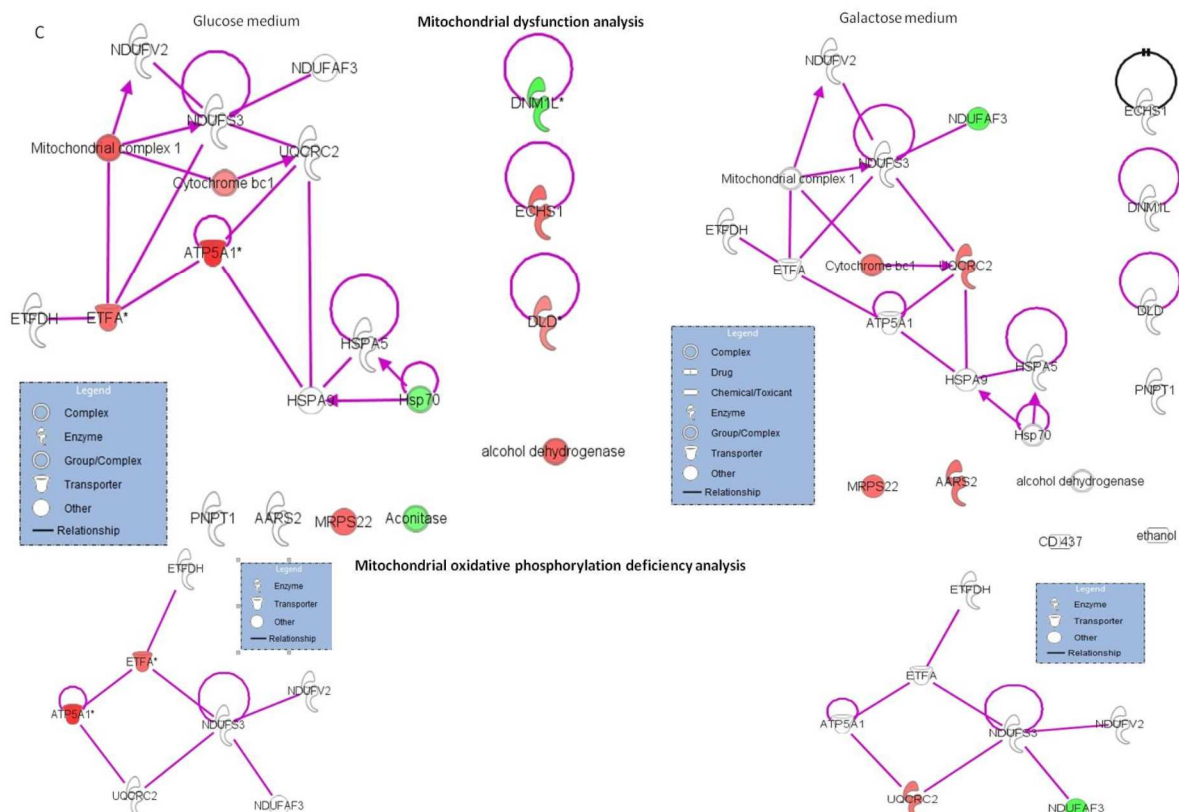 C
Glucose medium
Mitochondrial dysfunction analysis
Galactose medium
NDUFV2
NDUFAF3
NDUFS3
Mitochondrial complex 1
UQCRC2
Cytochrome bc1
ATP5A1*
ETFDH
ETFA*
HSPA5
HSPA9
Hsp70
DNM1L*
ECHS1
DLD*
alcohol dehydrogenase
PNPT1
AARS2
MRPS22
Aconitase
Legend
Complex
Enzyme
Group/Complex
Transporter
Other
Relationship
NDUFV2
NDUFAF3
NDUFS3
Mitochondrial complex 1
ETFDH
ETFA
Cytochrome bc1
UQCRC2
ATP5A1
HSPA9
HSPA5
Hsp70
ECHS1
DNM1L
DLD
PNPT1
MRPS22
AARS2
alcohol dehydrogenase
CD 437
ethanol
Legend
Complex
Drug
Chemical/Toxicant
Enzyme
Group/Complex
Transporter
Other
Relationship
Mitochondrial oxidative phosphorylation deficiency analysis
ETFDH
ETFA*
ATP5A1*
NDUFS3
NDUFV2
UQCRC2
NDUFAF3
Legend
Enzyme
Transporter
Other
Relationship
ETFDH
ETFA
ATP5A1
NDUFS3
NDUFV2
UQCRC2
NDUFAF3
Legend
Enzyme
Transporter
Other
Relationship